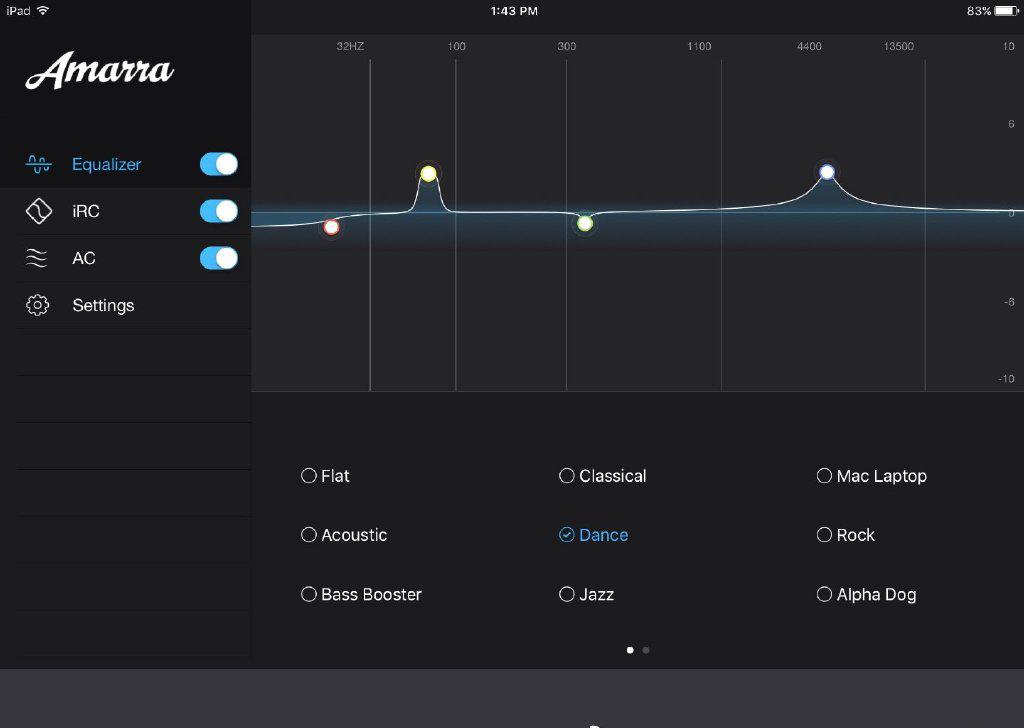 iPad 1:43 PM 83%
Amarra
32HZ 100 300 1100 4400 13500 10
6
0
-6
-10
Equalizer
iRC
AC
Settings
Flat Classical Mac Laptop
Acoustic Dance Rock
Bass Booster Jazz Alpha Dog